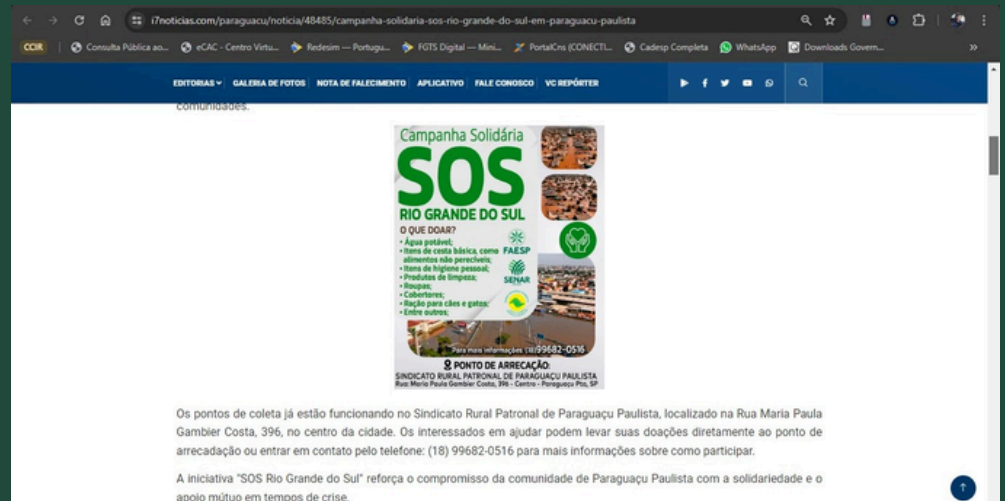 i7noticias.com/paraguacu/noticia/48485/campanha-solidaria-sos-rio-grande-do-sul-em-paraguacu-paulista
CCIR
Consulta Pública ao...
eCAC - Centro Virtu...
Redesim — Portugu...
FGTS Digital — Mini...
PortalCns (CONECTI...
Cadesp Completa
WhatsApp
Downloads Govern...
EDITORIAS
GALERIA DE FOTOS
NOTA DE FALECIMENTO
APLICATIVO
FALE CONOSCO
VC REPÓRTER
comunidades.
Campanha Solidária
SOS
RIO GRANDE DO SUL
O QUE DOAR?
• Água potável;
• Itens de cesta básica, como
alimentos não perecíveis;
• Itens de higiene pessoal;
• Produtos de limpeza;
• Roupas;
• Cobertores;
• Ração para cães e gatos;
• Entre outros;
FAESP
SENAR
Para mais informações (18)99682-0516
PONTO DE ARRECAÇÃO:
SINDICATO RURAL PATRONAL DE PARAGUAÇU PAULISTA
Rua: Maria Paula Gambier Costa, 396 - Centro - Paraguaçu Pta, SP
Os pontos de coleta já estão funcionando no Sindicato Rural Patronal de Paraguaçu Paulista, localizado na Rua Maria Paula
Gambier Costa, 396, no centro da cidade. Os interessados em ajudar podem levar suas doações diretamente ao ponto de
arrecadação ou entrar em contato pelo telefone: (18) 99682-0516 para mais informações sobre como participar.
A iniciativa "SOS Rio Grande do Sul" reforça o compromisso da comunidade de Paraguaçu Paulista com a solidariedade e o
apoio mútuo em tempos de crise.